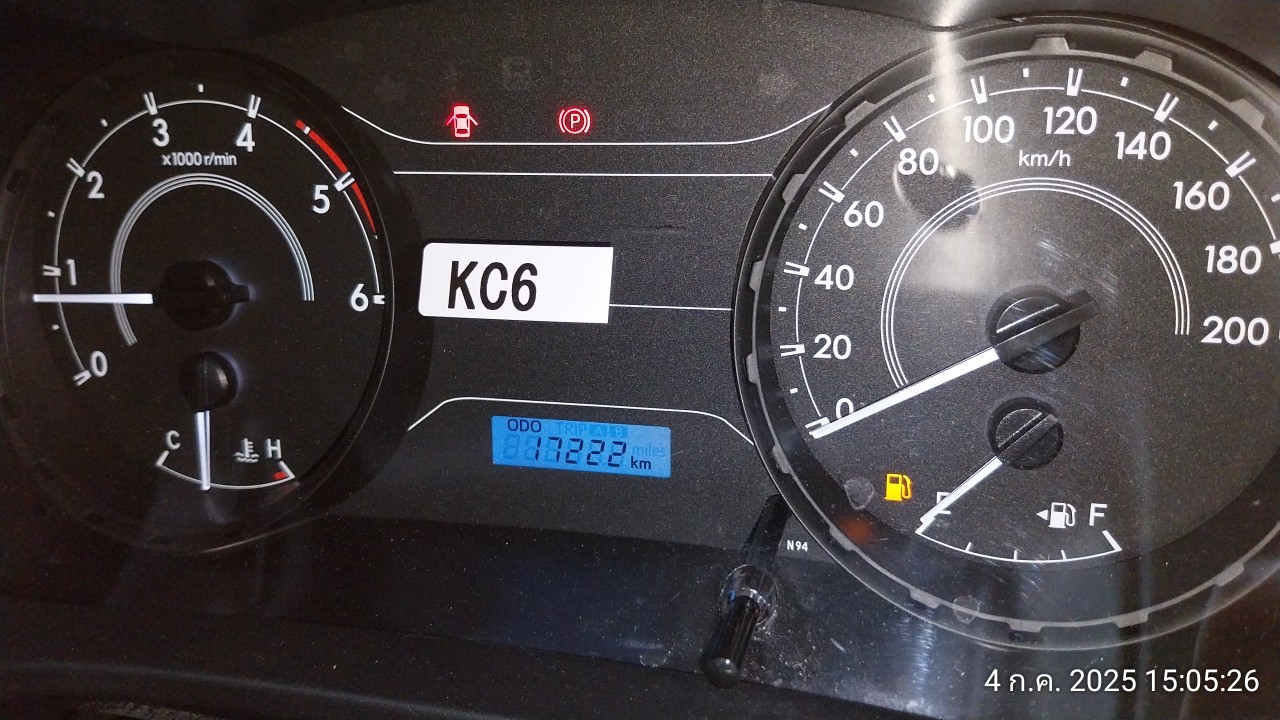 3 4
x1000 r/min
2 5
1 6
0
C H
P
KC6
ODO TRIP A B
17222 miles
km
80 100 120 140
km/h
60 160
40 180
20 200
0
E F
N94
4 ก.ค. 2025 15:05:26